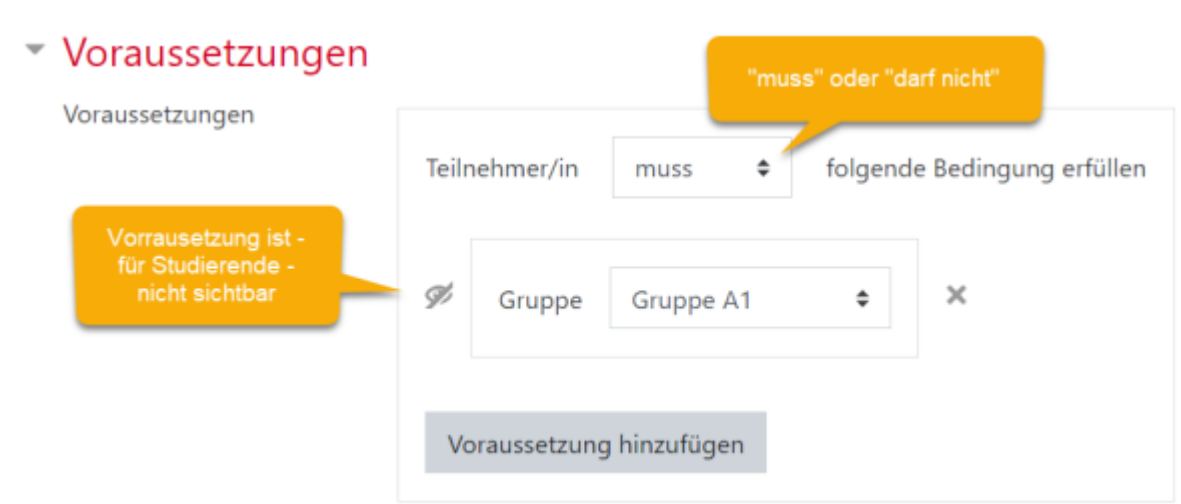 Voraussetzungen
"muss" oder "darf nicht"
Voraussetzungen
Teilnehmer/in muss folgende Bedingung erfüllen
Vorrausetzung ist -
für Studierende -
nicht sichtbar
Gruppe Gruppe A1
Voraussetzung hinzufügen